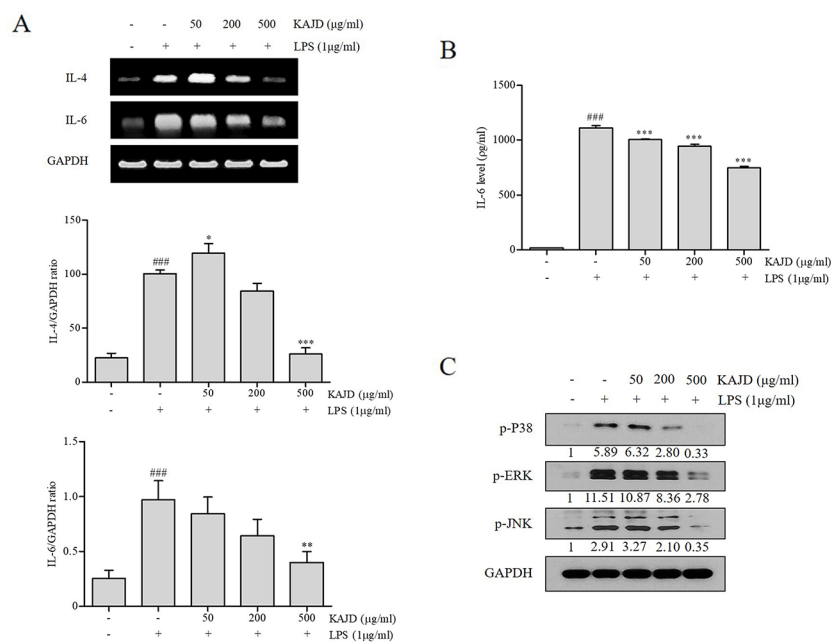 A
- - 50 200 500 KAJD (μg/ml)
- + + + + LPS (1μg/ml)
IL-4
IL-6
GAPDH
IL-4/GAPDH ratio
150
100
50
0
###
*
***
- - 50 200 500 KAJD (μg/ml)
- + + + + LPS (1μg/ml)
IL-6/GAPDH ratio
1.5
1.0
0.5
0
###
**
- - 50 200 500 KAJD (μg/ml)
- + + + + LPS (1μg/ml)
B
IL-6 level (ρg/ml)
1500
1000
500
0
###
***
***
***
- - 50 200 500 KAJD (μg/ml)
- + + + + LPS (1μg/ml)
C
- - 50 200 500 KAJD (μg/ml)
- + + + + LPS (1μg/ml)
p-P38
1 5.89 6.32 2.80 0.33
p-ERK
1 11.51 10.87 8.36 2.78
p-JNK
1 2.91 3.27 2.10 0.35
GAPDH